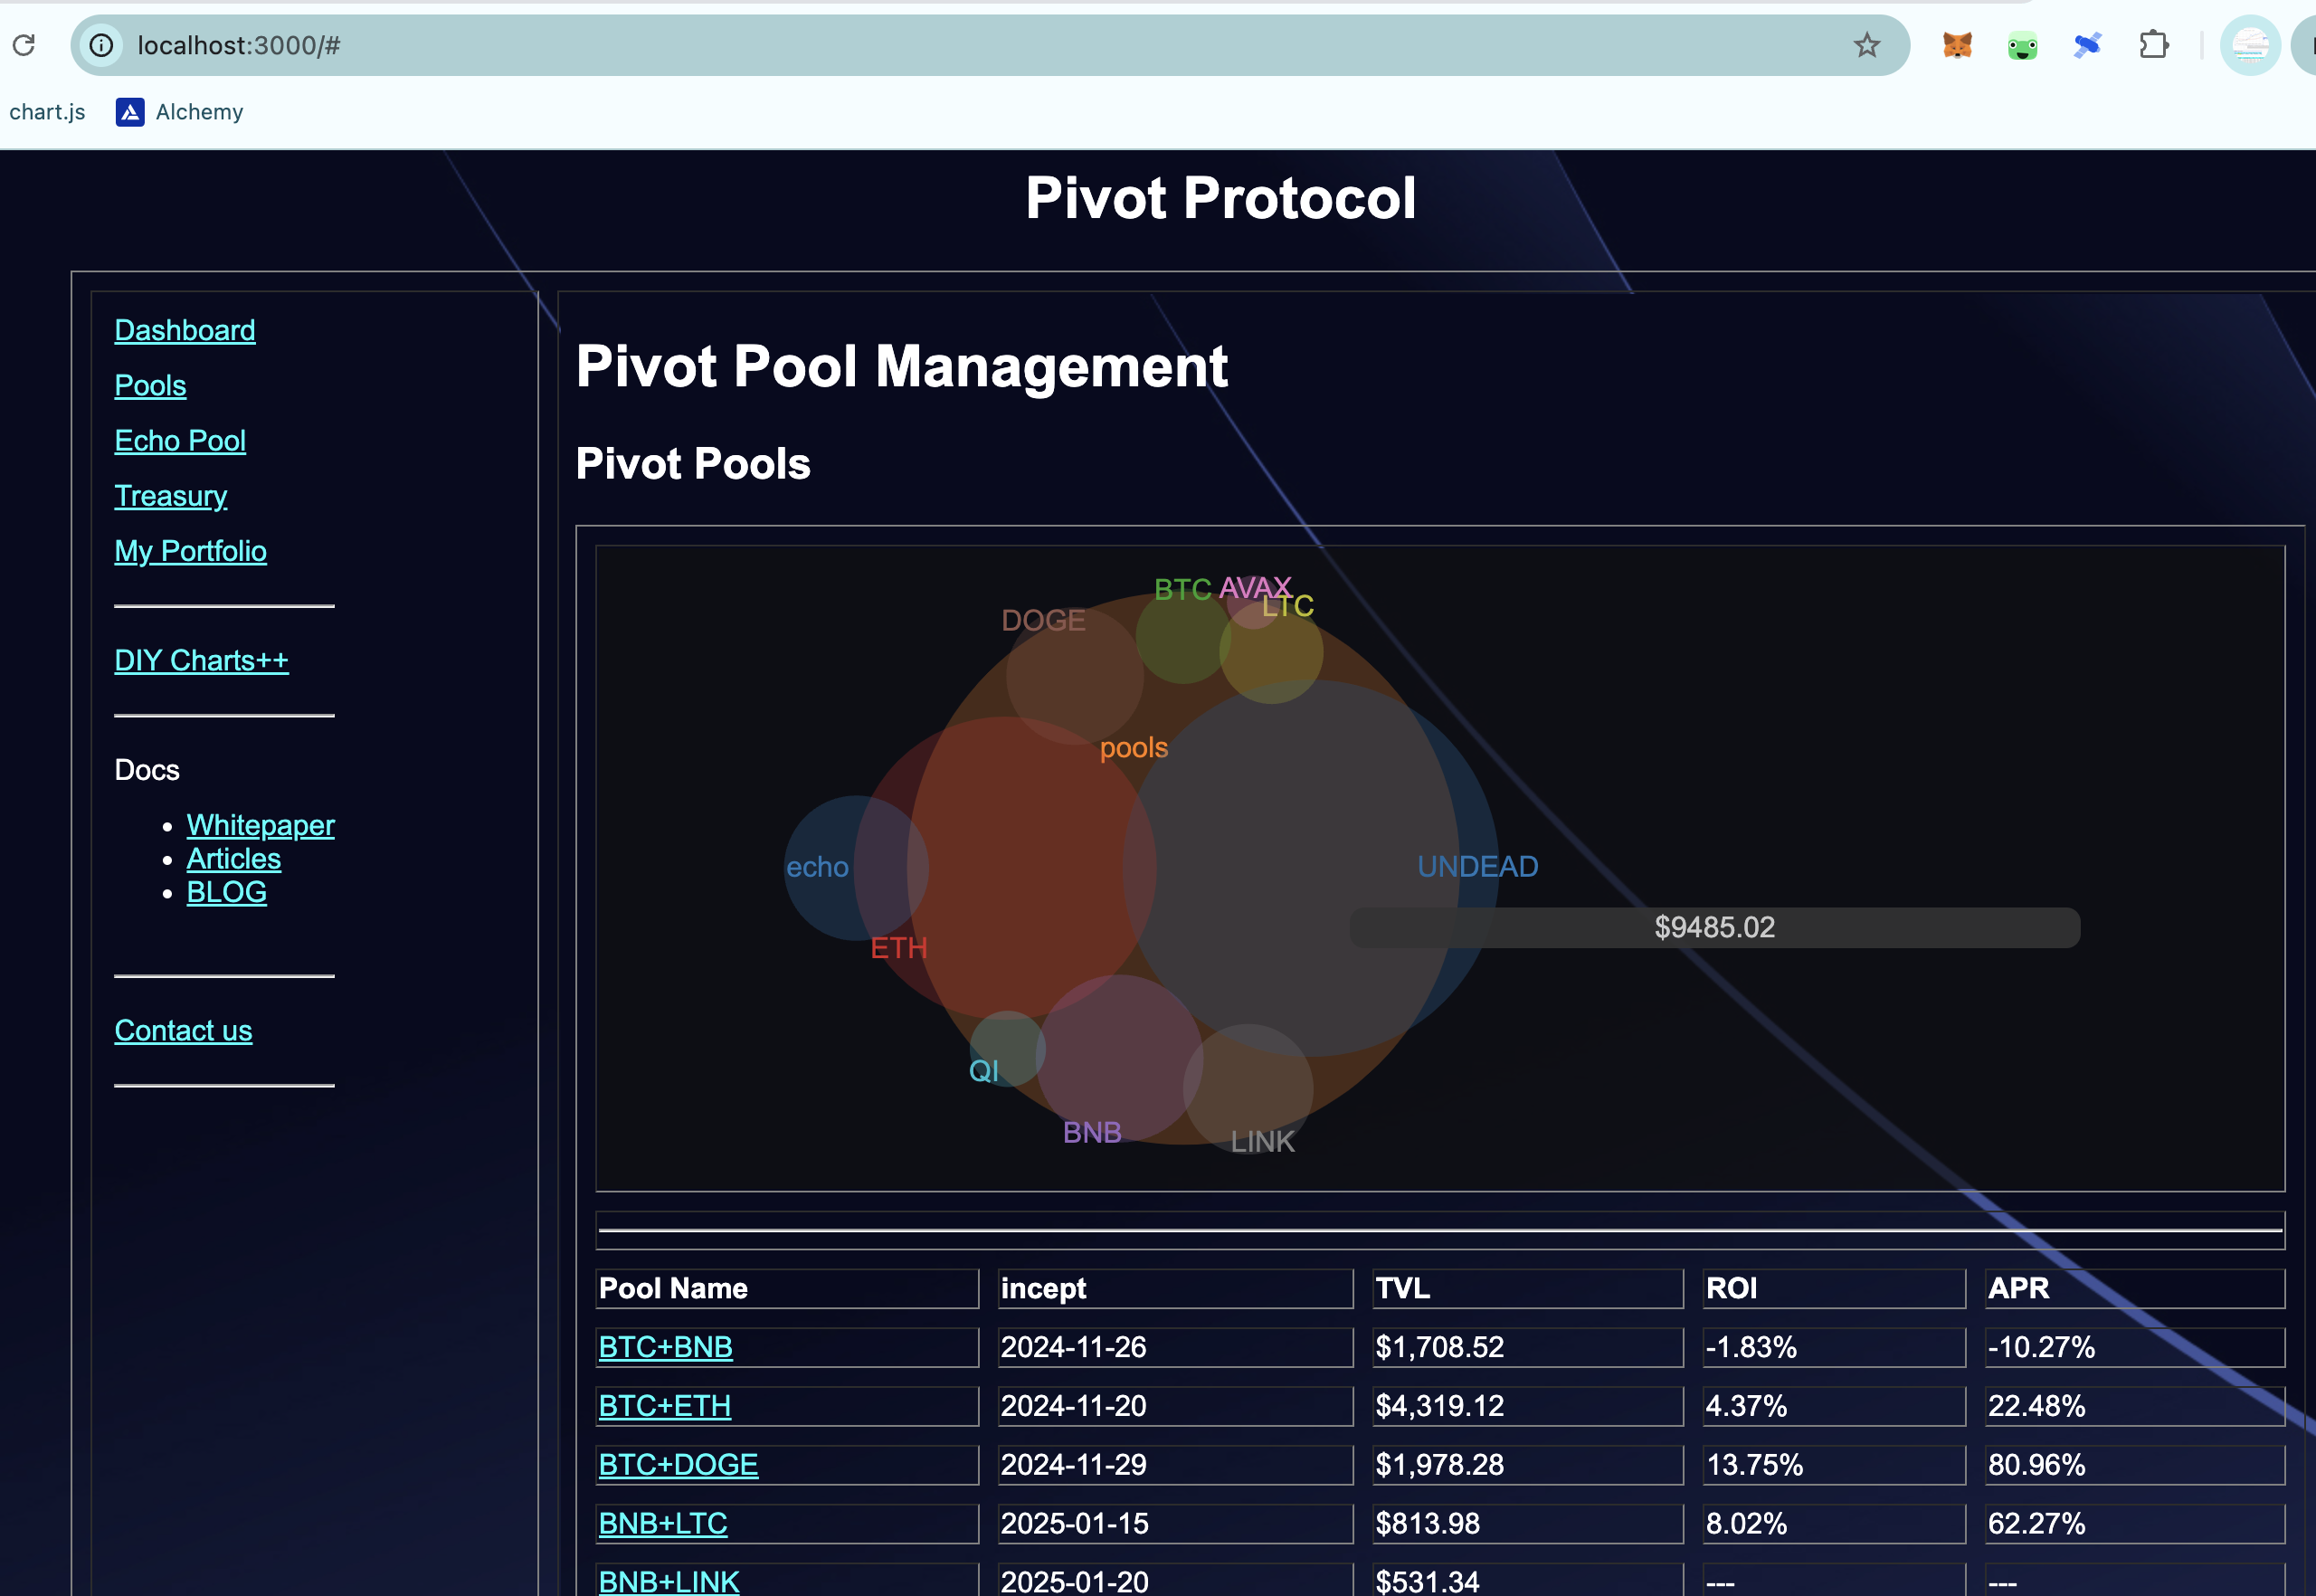 localhost:3000/#
chart.js Alchemy
Pivot Protocol
Dashboard
Pools
Echo Pool
Treasury
My Portfolio
DIY Charts++
Docs
Whitepaper
Articles
BLOG
Contact us
Pivot Pool Management
Pivot Pools
BTC
AVAX
LTC
DOGE
pools
echo
UNDEAD
$9485.02
ETH
QI
BNB
LINK
Pool Name incept TVL ROI APR
BTC+BNB 2024-11-26 $1,708.52 -1.83% -10.27%
BTC+ETH 2024-11-20 $4,319.12 4.37% 22.48%
BTC+DOGE 2024-11-29 $1,978.28 13.75% 80.96%
BNB+LTC 2025-01-15 $813.98 8.02% 62.27%
BNB+LINK 2025-01-20 $531.34 --- ---